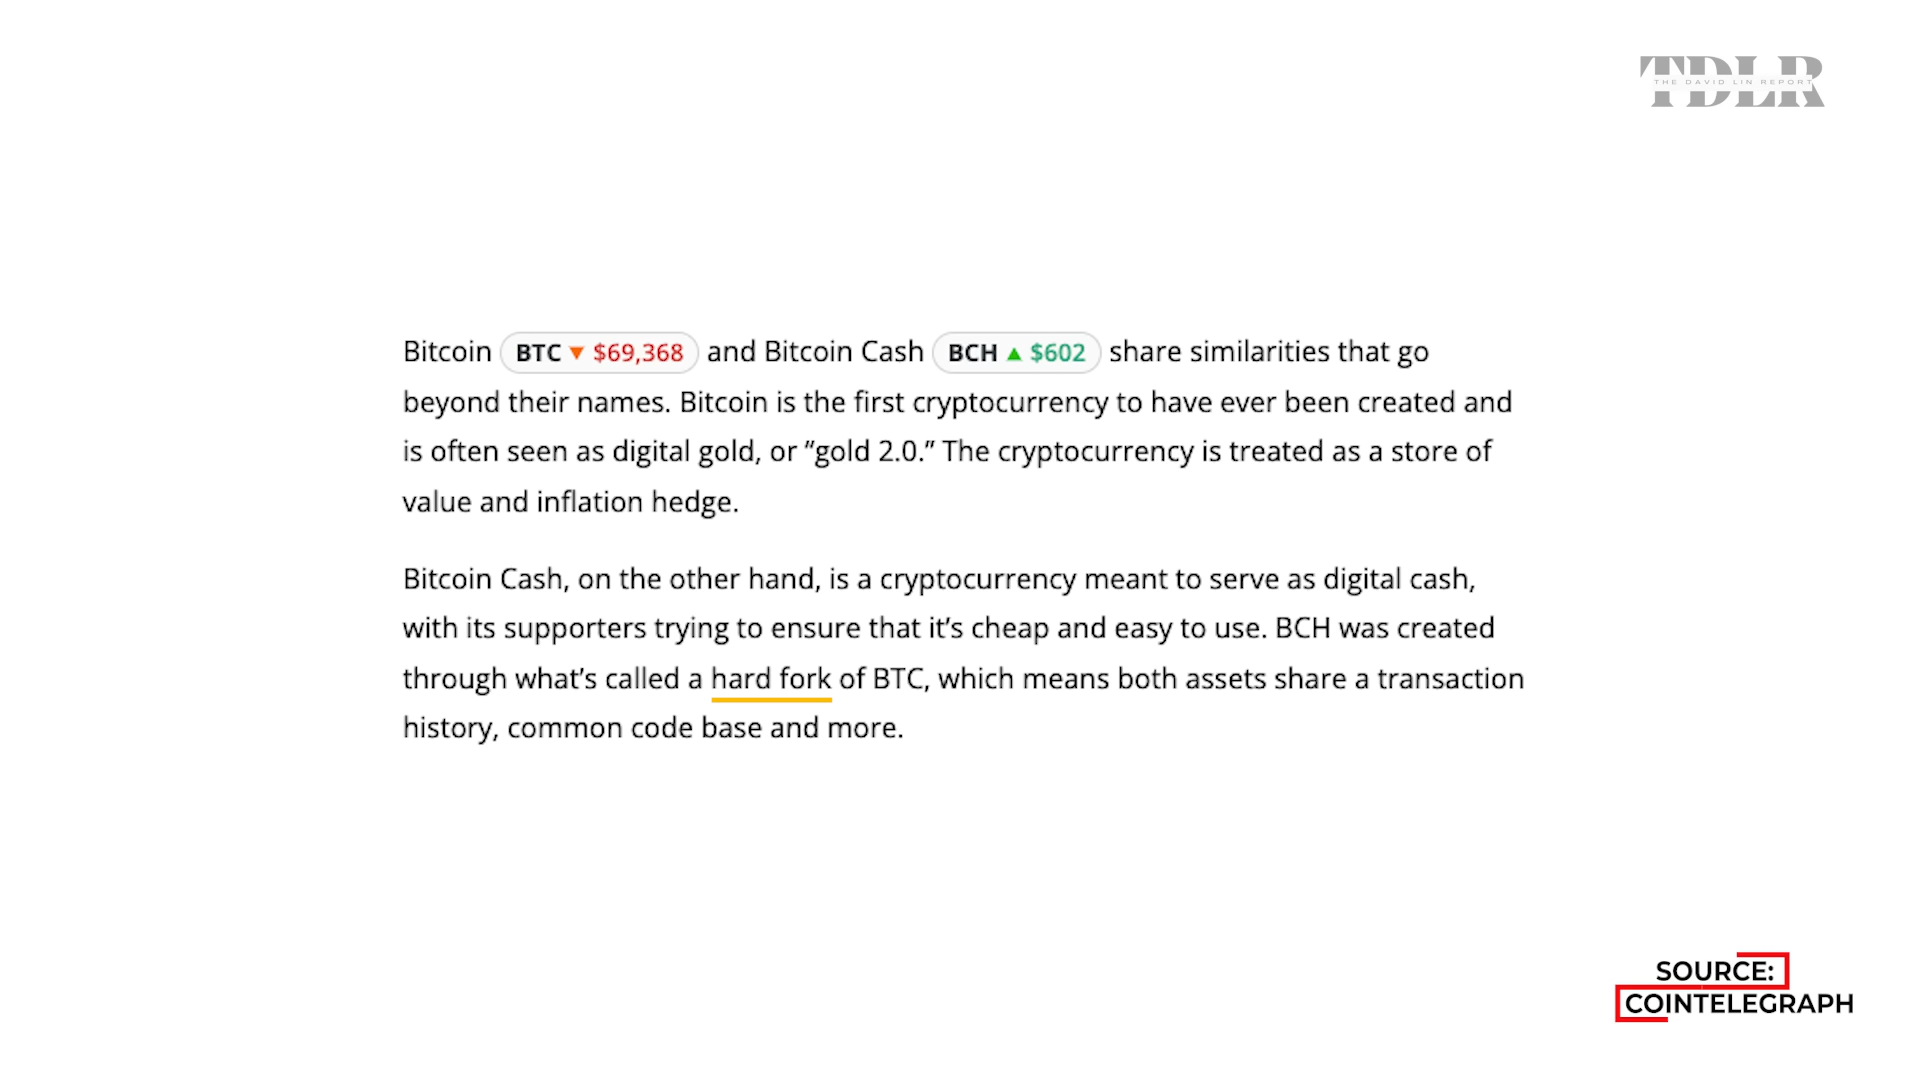 TDLR
THE DAVID LIN REPORT
Bitcoin BTC ▼ $69,368 and Bitcoin Cash BCH ▲ $602 share similarities that go
beyond their names. Bitcoin is the first cryptocurrency to have ever been created and
is often seen as digital gold, or “gold 2.0.” The cryptocurrency is treated as a store of
value and inflation hedge.
Bitcoin Cash, on the other hand, is a cryptocurrency meant to serve as digital cash,
with its supporters trying to ensure that it’s cheap and easy to use. BCH was created
through what’s called a hard fork of BTC, which means both assets share a transaction
history, common code base and more.
SOURCE:
COINTELEGRAPH